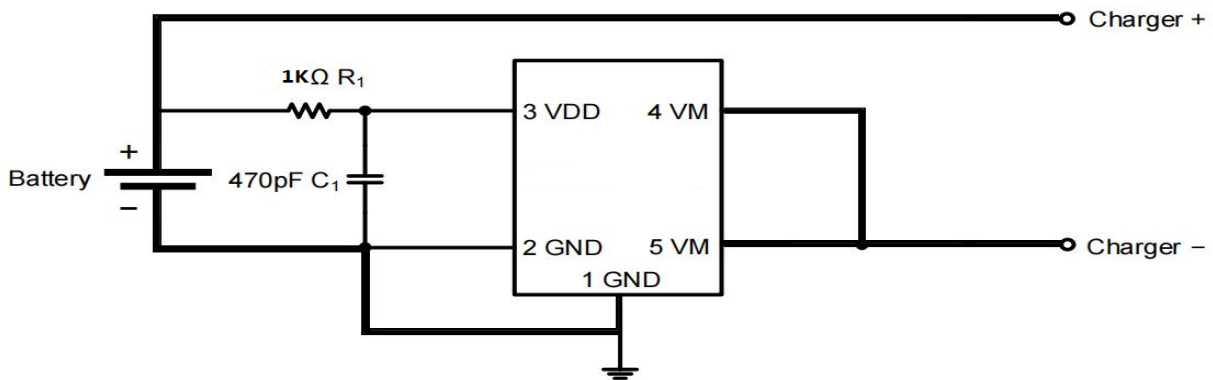 Charger +
1KΩ R1
3 VDD
4 VM
+
Battery
−
470pF C1
2 GND
5 VM
Charger −
1 GND